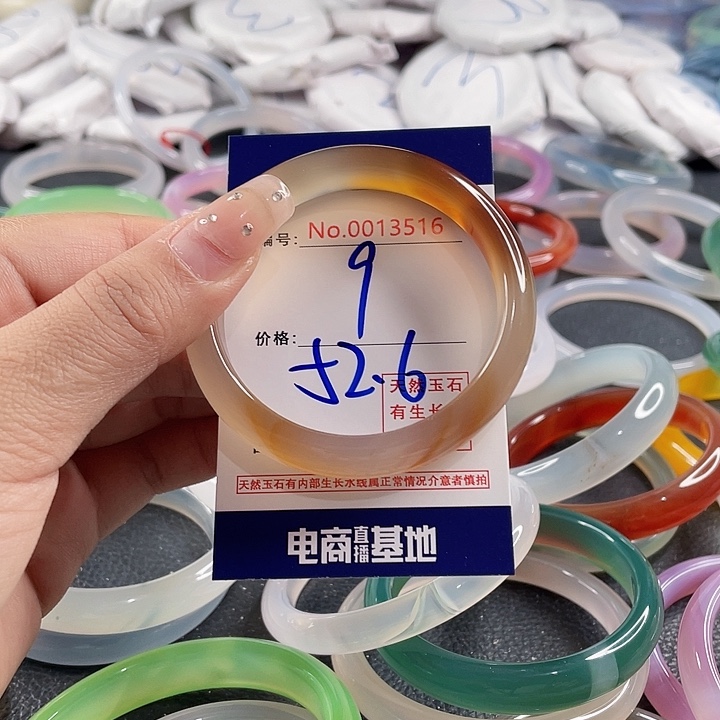 编号: No.0013516
9
价格:
52.6
天然玉石
有生长
天然玉石有内部生长水线属正常情况介意者慎拍
电商直播基地